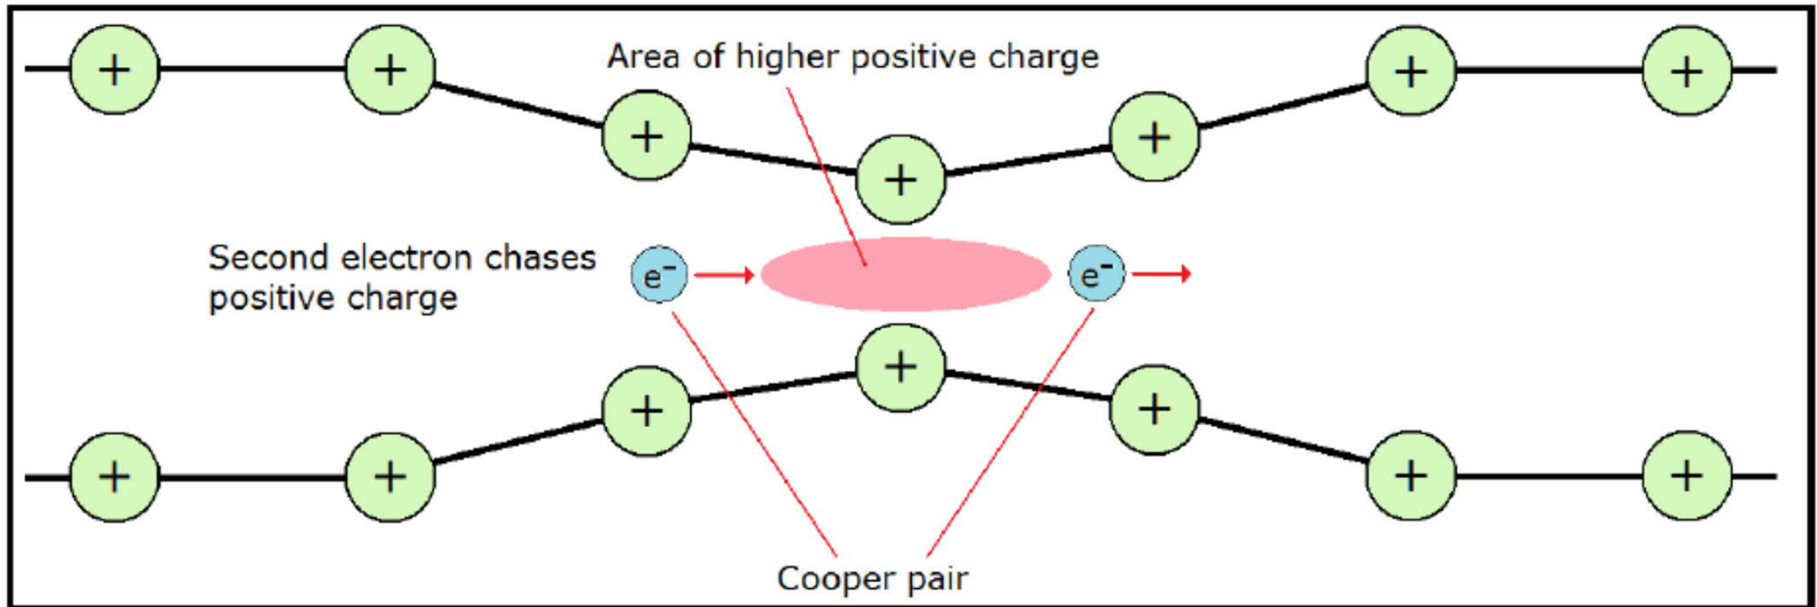 Area of higher positive charge
+ + + + + + +
Second electron chases
positive charge
e⁻ e⁻
+ + + + + + +
Cooper pair